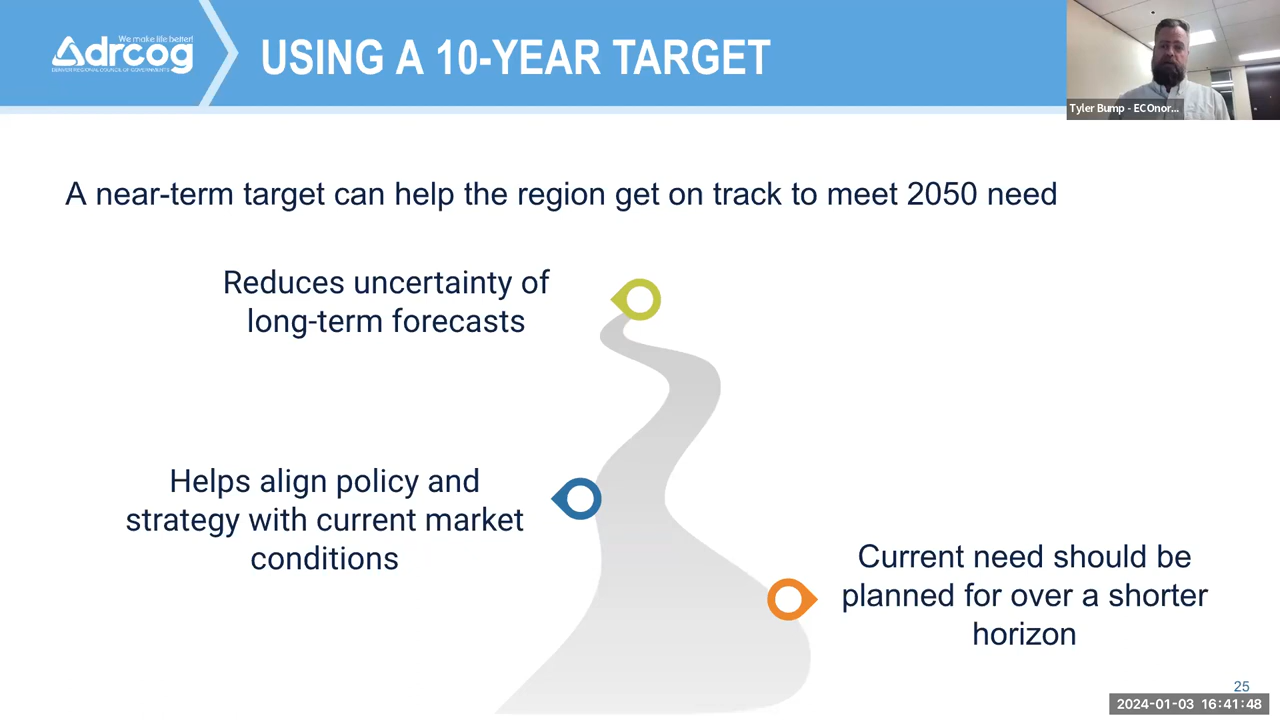 We make life better!
drcog
DENVER REGIONAL COUNCIL OF GOVERNMENTS
USING A 10-YEAR TARGET
Tyler Bump - ECOnor...
A near-term target can help the region get on track to meet 2050 need
Reduces uncertainty of
long-term forecasts
Helps align policy and
strategy with current market
conditions
Current need should be
planned for over a shorter
horizon
25
2024-01-03 16:41:48